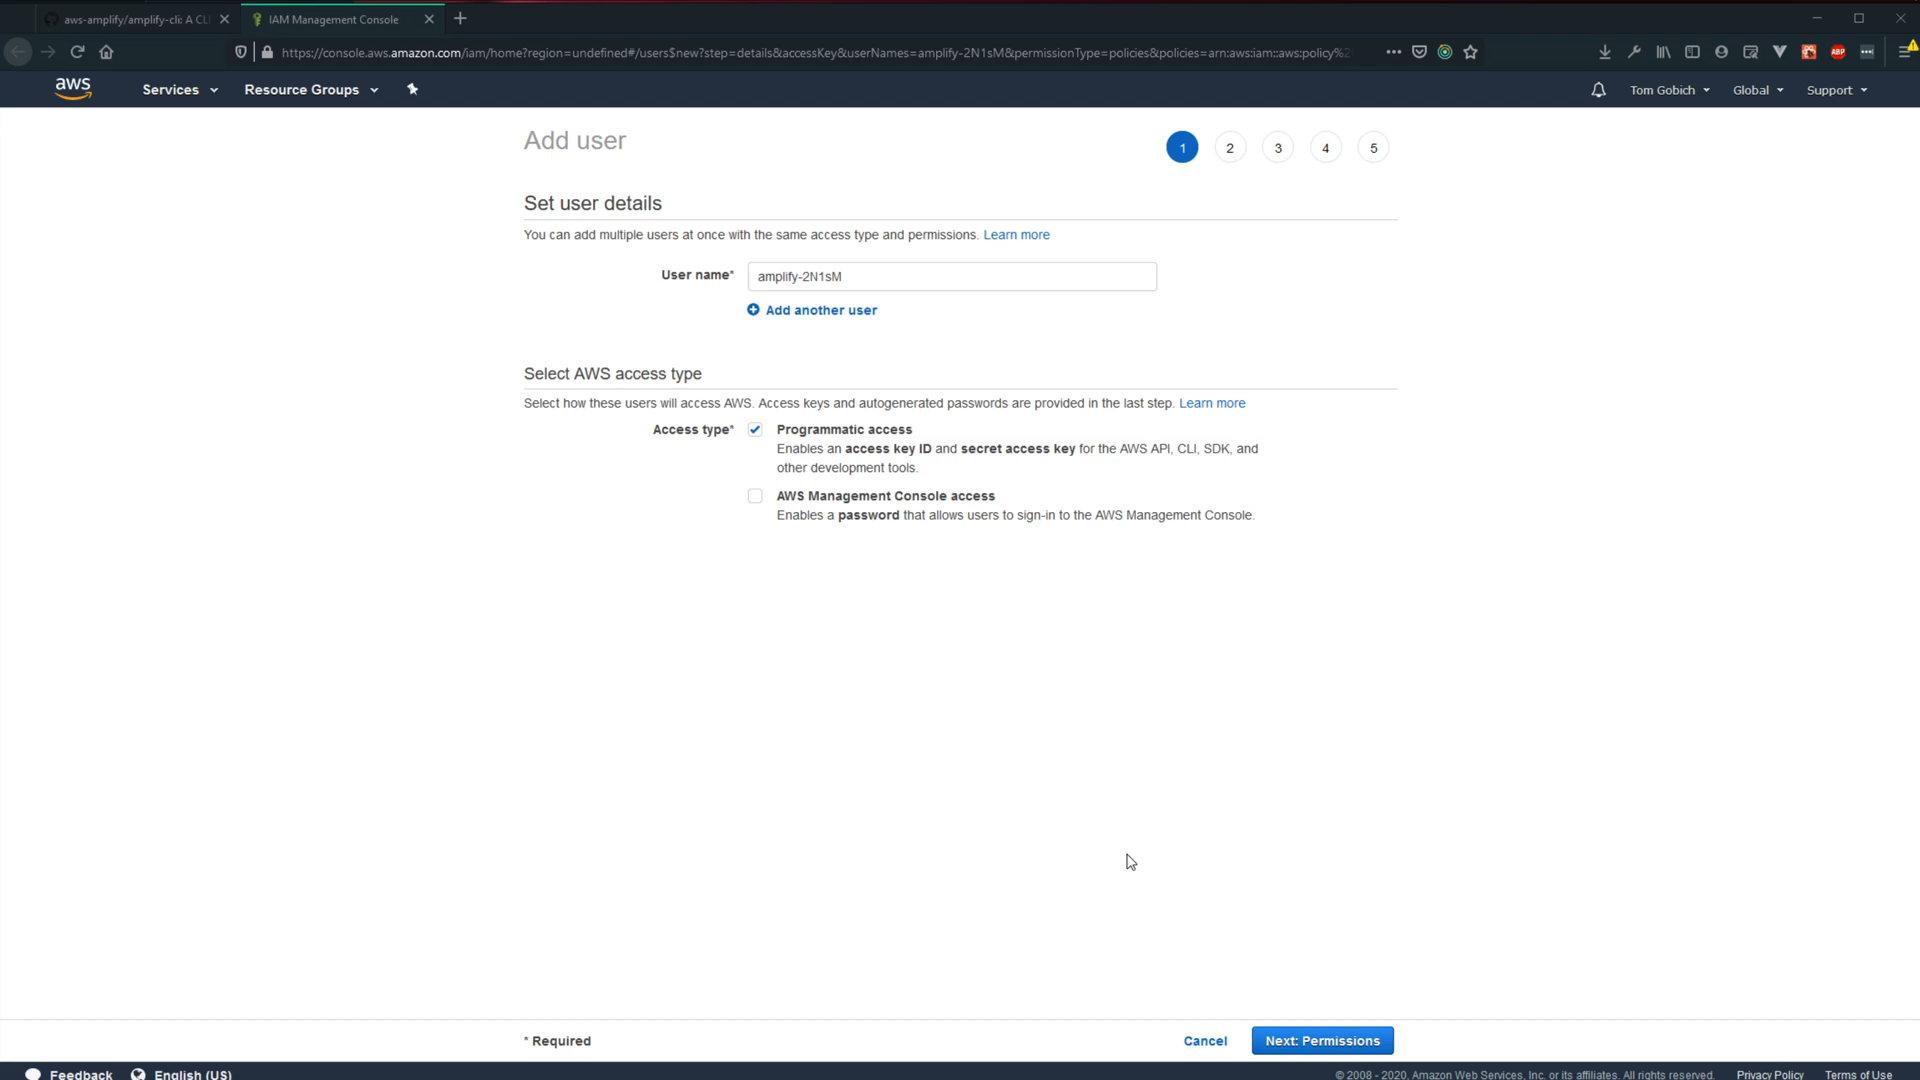 aws-amplify/amplify-cli: A CLI
IAM Management Console
https://console.aws.amazon.com/iam/home?region=undefined#/users$new?step=details&accessKey&userNames=amplify-2N1sM&permissionType=policies&policies=arn:aws:iam::aws:policy%2
ABP
aws
Services
Resource Groups
Tom Gobich
Global
Support
Add user
1
2
3
4
5
Set user details
You can add multiple users at once with the same access type and permissions. Learn more
User name*
amplify-2N1sM
Add another user
Select AWS access type
Select how these users will access AWS. Access keys and autogenerated passwords are provided in the last step. Learn more
Access type*
Programmatic access
Enables an access key ID and secret access key for the AWS API, CLI, SDK, and
other development tools.
AWS Management Console access
Enables a password that allows users to sign-in to the AWS Management Console.
* Required
Cancel
Next: Permissions
Feedback
English (US)
© 2008 - 2020, Amazon Web Services, Inc. or its affiliates. All rights reserved.
Privacy Policy
Terms of Use